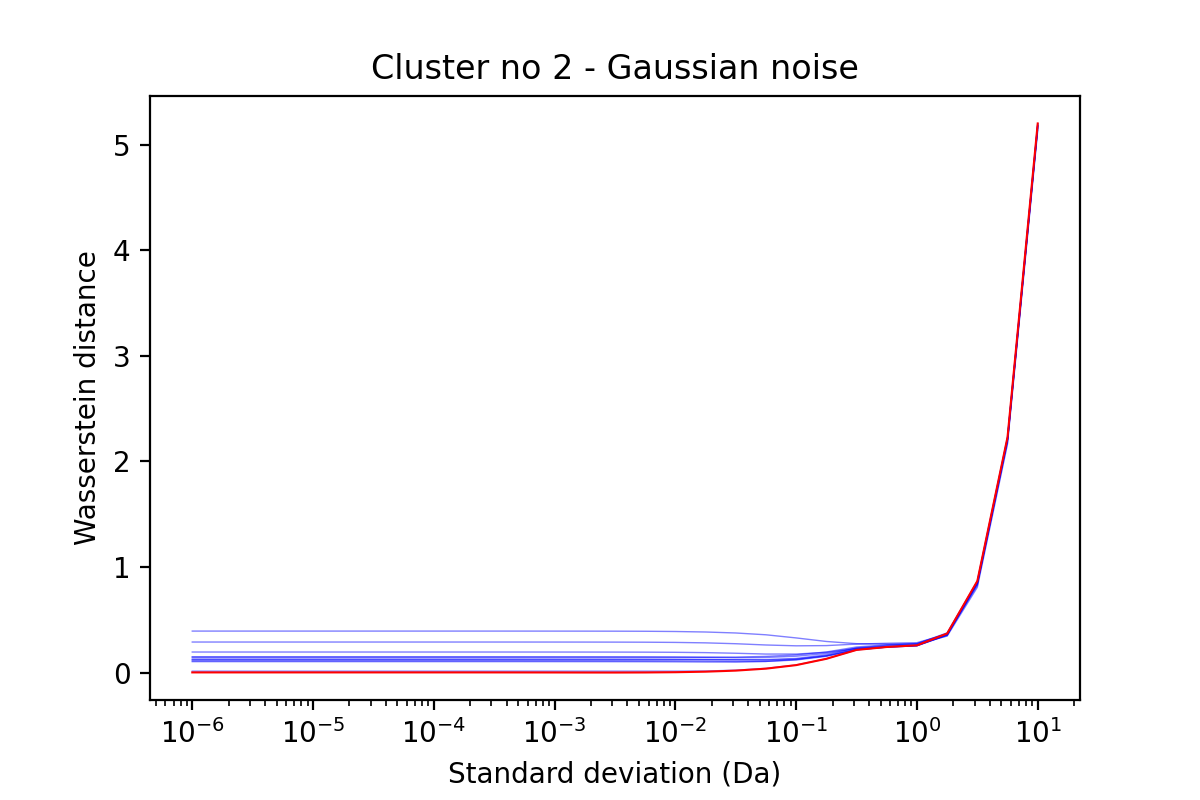 Cluster no 2 - Gaussian noise
Wasserstein distance
5
4
3
2
1
0
10⁻⁶ 10⁻⁵ 10⁻⁴ 10⁻³ 10⁻² 10⁻¹ 10⁰ 10¹
Standard deviation (Da)